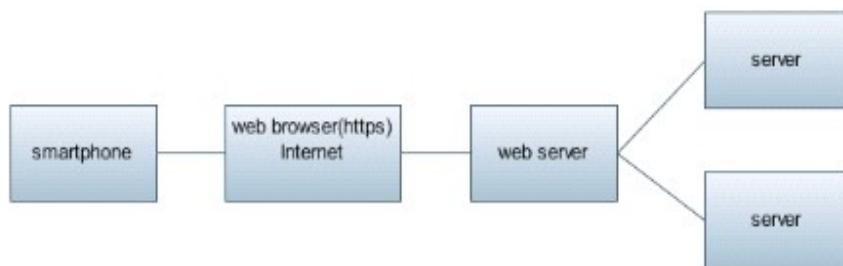 smartphone
web browser(https)
Internet
web server
server
server